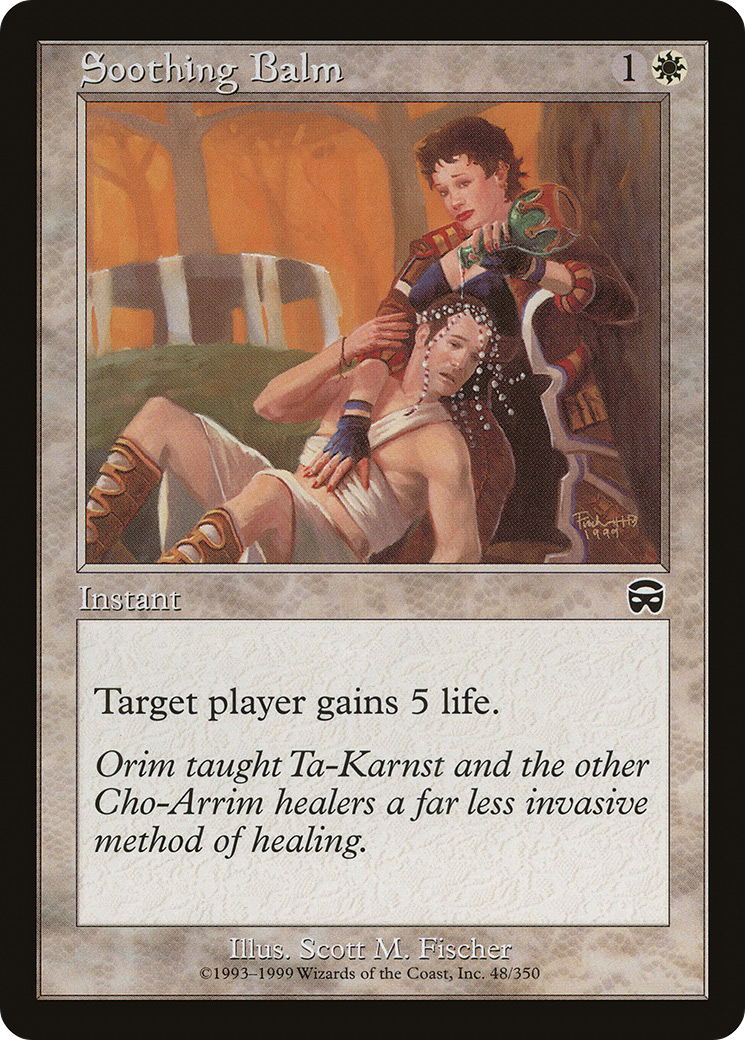 Soothing Balm 1
1999
Instant
Target player gains 5 life.
Orim taught Ta-Karnst and the other
Cho-Arrim healers a far less invasive
method of healing.
Illus. Scott M. Fischer
©1993–1999 Wizards of the Coast, Inc. 48/350